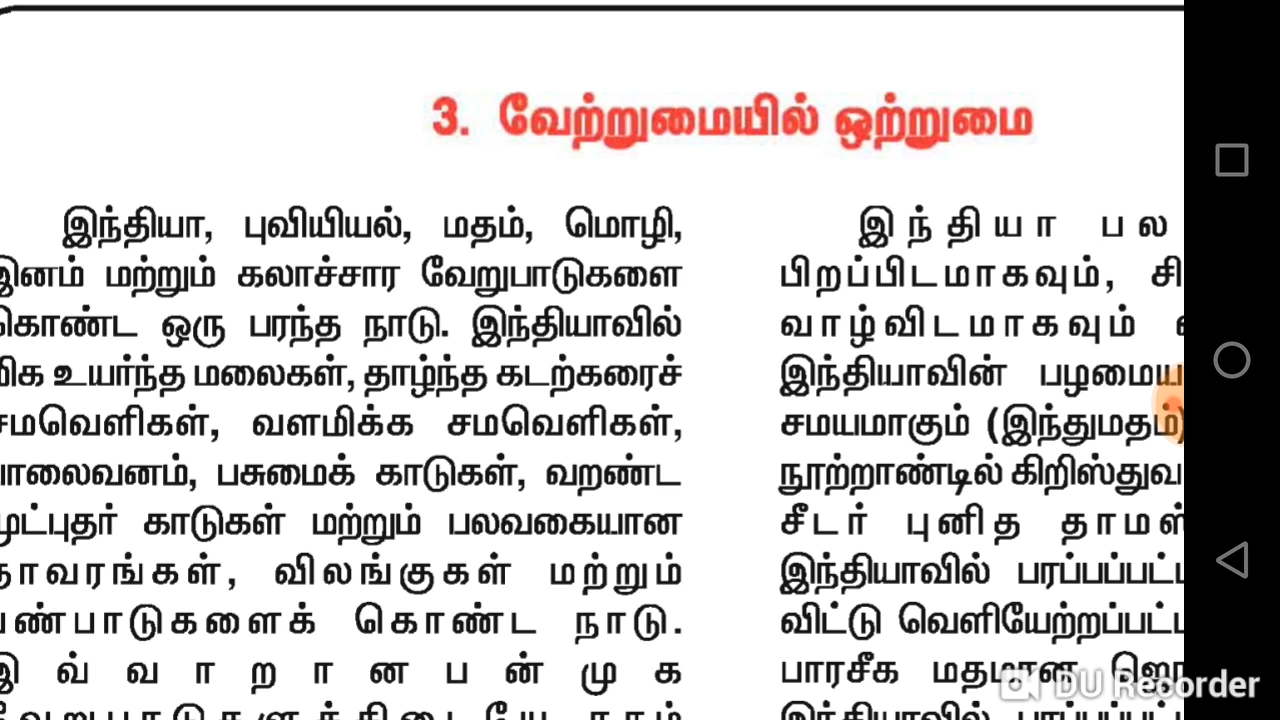 3. வேற்றுமையில் ஒற்றுமை
இந்தியா, புவியியல், மதம், மொழி,
இனம் மற்றும் கலாச்சார வேறுபாடுகளை
கொண்ட ஒரு பரந்த நாடு. இந்தியாவில்
மிக உயர்ந்த மலைகள், தாழ்ந்த கடற்கரைச்
சமவெளிகள், வளமிக்க சமவெளிகள்,
பாலைவனம், பசுமைக் காடுகள், வறண்ட
முட்புதர் காடுகள் மற்றும் பலவகையான
தாவரங்கள், விலங்குகள் மற்றும்
பண்பாடுகளைக் கொண்ட நாடு.
இவ்வாறான பன்முக
இந்தியா பல
பிறப்பிடமாகவும், சி
வாழ்விடமாகவும்
இந்தியாவின் பழமைய
சமயமாகும் (இந்துமதம்)
நூற்றாண்டில் கிறிஸ்துவ
சீடர் புனித தாமஸ்
இந்தியாவில் பரப்பப்பட்ட
விட்டு வெளியேற்றப்பட்ட
பாரசீக மதமான ஜொ
DU Recorder